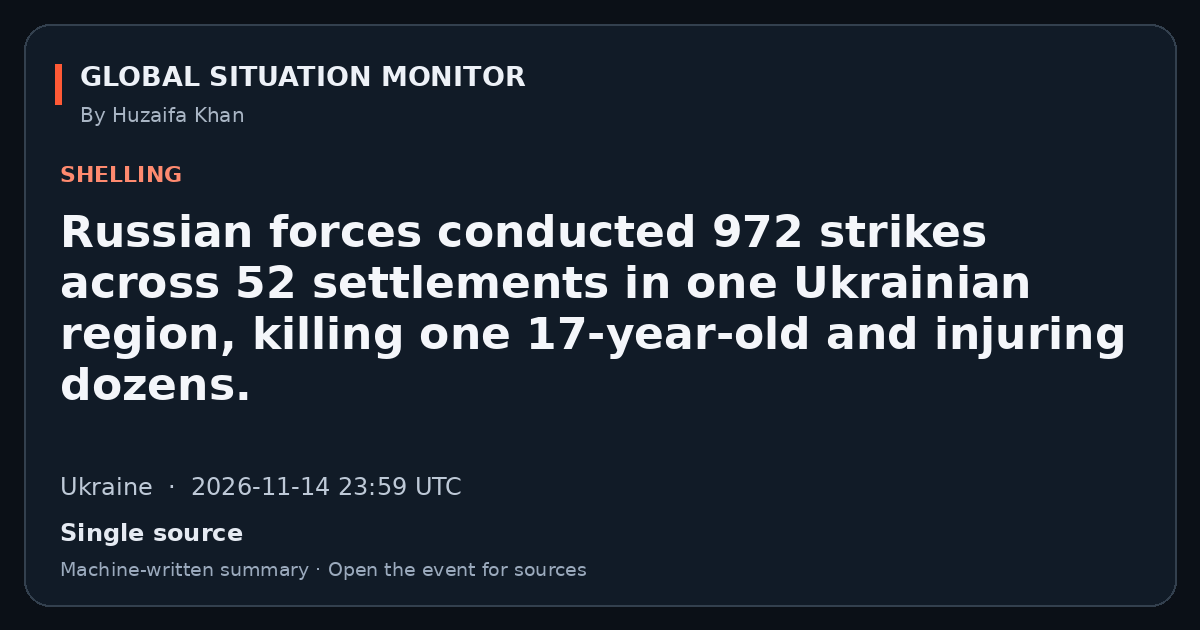 GLOBAL SITUATION MONITOR
By Huzaifa Khan
SHELLING
Russian forces conducted 972 strikes
across 52 settlements in one Ukrainian
region, killing one 17-year-old and injuring
dozens.
Ukraine · 2026-11-14 23:59 UTC
Single source
Machine-written summary · Open the event for sources